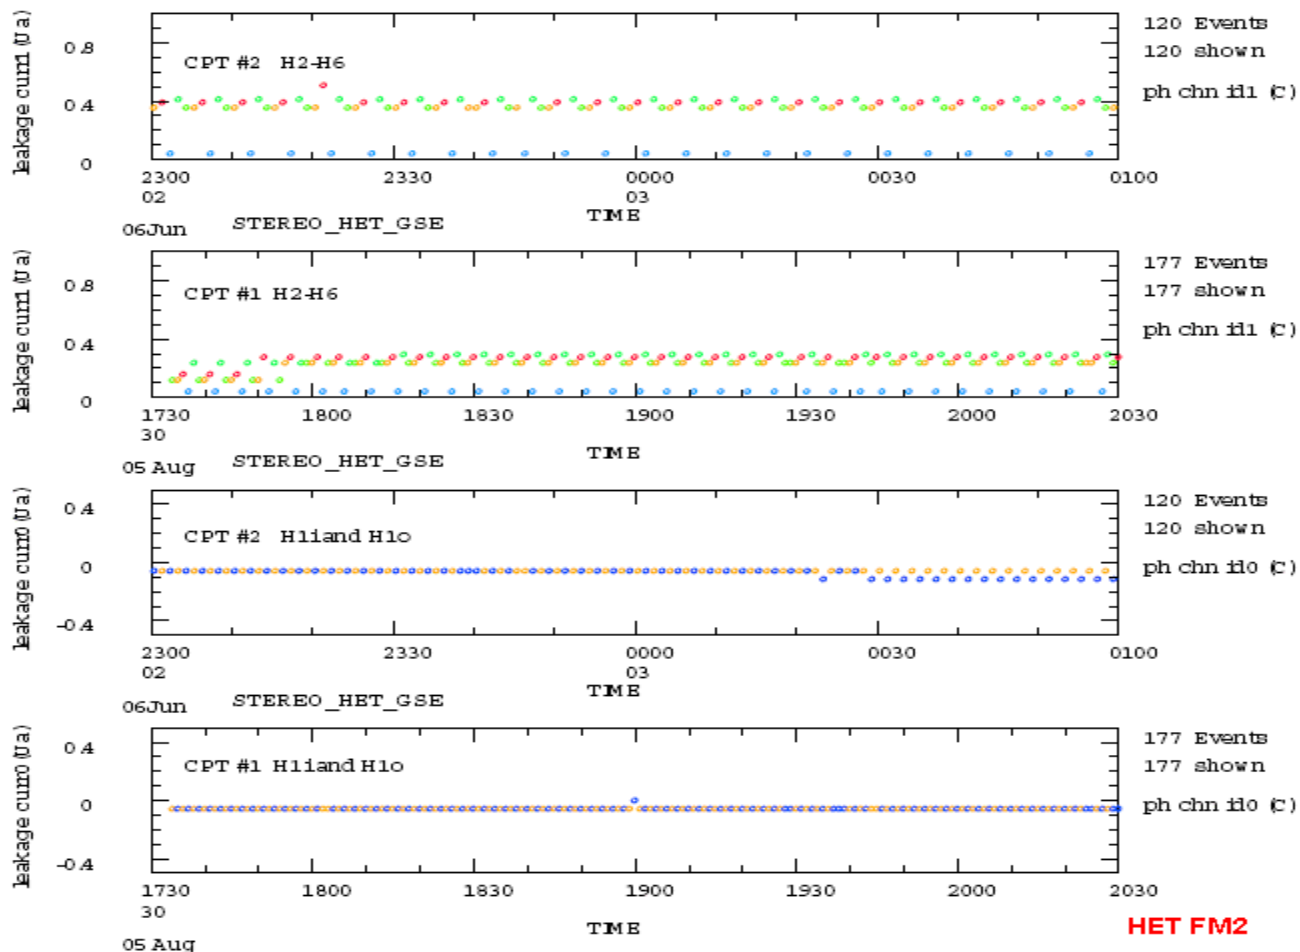 leakage curr1 (Ua)
0.8
0.4
0
CPT #2 H2-H6
120 Events
120 shown
ph chn il1 (C)
2300 2330 0000 0030 0100
02 03
TIME
06Jun STEREO_HET_GSE
leakage curr1 (Ua)
0.8
0.4
0
CPT #1 H2-H6
177 Events
177 shown
ph chn il1 (C)
1730 1800 1830 1900 1930 2000 2030
30
TIME
05 Aug STEREO_HET_GSE
leakage curr0 (Ua)
0.4
0
-0.4
CPT #2 H1i and H1o
120 Events
120 shown
ph chn il0 (C)
2300 2330 0000 0030 0100
02 03
TIME
06Jun STEREO_HET_GSE
leakage curr0 (Ua)
0.4
0
-0.4
CPT #1 H1i and H1o
177 Events
177 shown
ph chn il0 (C)
1730 1800 1830 1900 1930 2000 2030
30
TIME
05 Aug
HET FM2